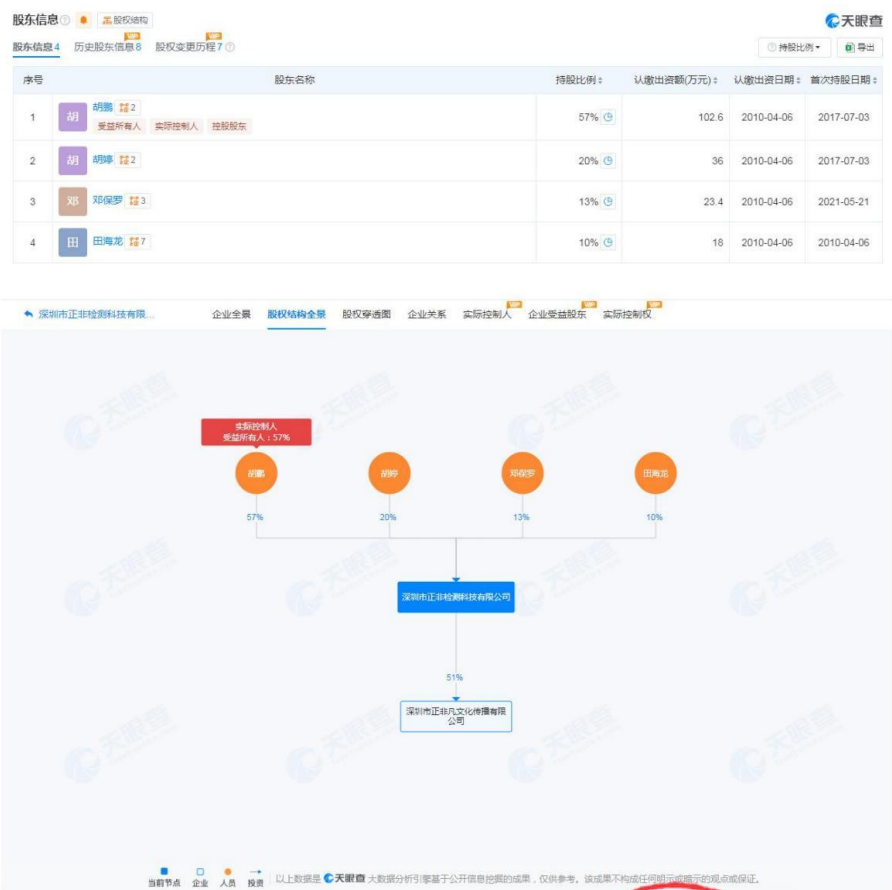 股东信息 股权结构
天眼查
股东信息 4 历史股东信息 8 VIP 股权变更历程 7 VIP
持股比例 导出
序号 股东名称 持股比例 认缴出资额(万元) 认缴出资日期 首次持股日期
1 胡 胡鹏 2 57% 102.6 2010-04-06 2017-07-03
受益所有人 实际控制人 控股股东
2 胡 胡婷 2 20% 36 2010-04-06 2017-07-03
3 邓 邓保罗 3 13% 23.4 2010-04-06 2021-05-21
4 田 田海龙 7 10% 18 2010-04-06 2010-04-06
深圳市正非检测科技有限... 企业全景 股权结构全景 股权穿透图 企业关系 实际控制人 VIP 企业受益股东 VIP 实际控制权 VIP
实际控制人
受益所有人：57%
胡鹏 胡婷 邓保罗 田海龙
57% 20% 13% 10%
深圳市正非检测科技有限公司
51%
深圳市正非凡文化传播有限
公司
当前节点 企业 人员 投资 以上数据是 天眼查 大数据分析引擎基于公开信息挖掘的成果，仅供参考。该成果不构成任何明示或暗示的观点或保证。